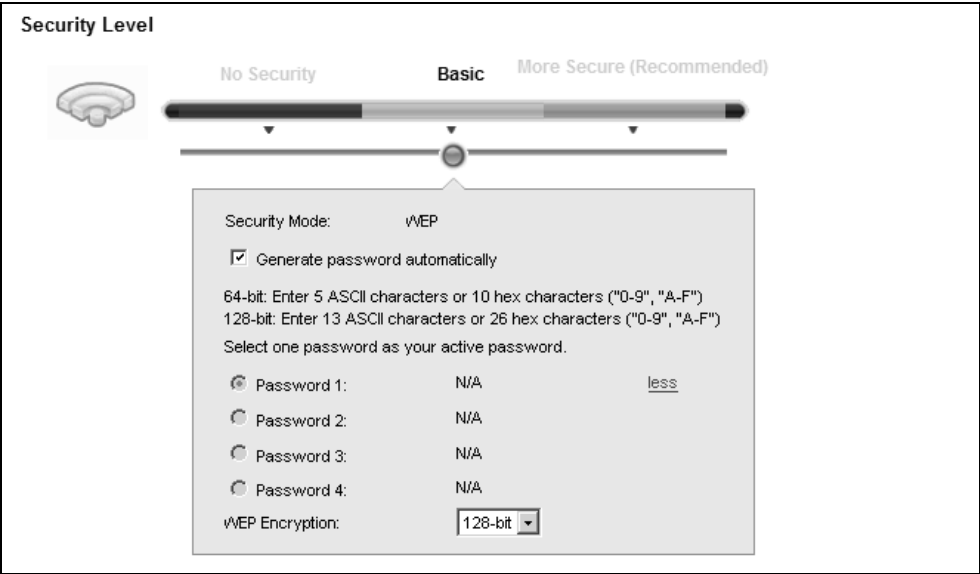 Security Level
No Security Basic More Secure (Recommended)
Security Mode: WEP
Generate password automatically
64-bit: Enter 5 ASCII characters or 10 hex characters ("0-9", "A-F")
128-bit: Enter 13 ASCII characters or 26 hex characters ("0-9", "A-F")
Select one password as your active password.
Password 1: N/A less
Password 2: N/A
Password 3: N/A
Password 4: N/A
WEP Encryption: 128-bit